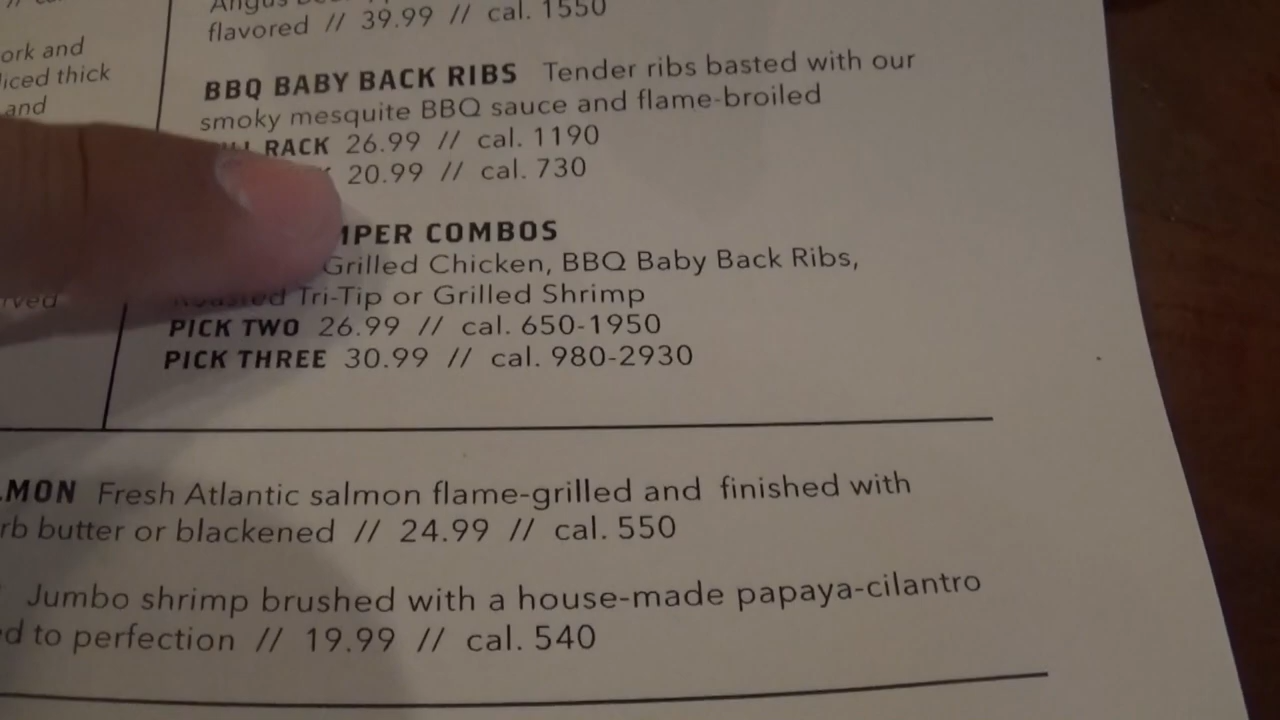 flavored // 39.99 // cal. 1550
ork and
liced thick
and
BBQ BABY BACK RIBS Tender ribs basted with our
smoky mesquite BBQ sauce and flame-broiled
RACK 26.99 // cal. 1190
20.99 // cal. 730
MPER COMBOS
Grilled Chicken, BBQ Baby Back Ribs,
Roasted Tri-Tip or Grilled Shrimp
PICK TWO 26.99 // cal. 650-1950
PICK THREE 30.99 // cal. 980-2930
MON Fresh Atlantic salmon flame-grilled and finished with
rb butter or blackened // 24.99 // cal. 550
Jumbo shrimp brushed with a house-made papaya-cilantro
d to perfection // 19.99 // cal. 540